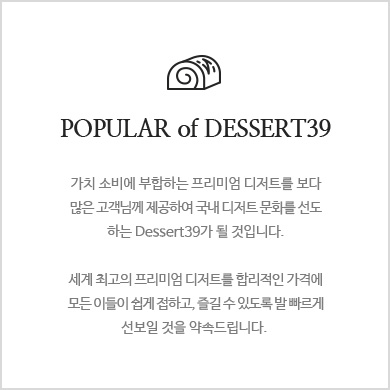 POPULAR of DESSERT39
가치 소비에 부합하는 프리미엄 디저트를 보다
많은 고객님께 제공하여 국내 디저트 문화를 선도
하는 Dessert39가 될 것입니다.
세계 최고의 프리미엄 디저트를 합리적인 가격에
모든 이들이 쉽게 접하고, 즐길 수 있도록 발 빠르게
선보일 것을 약속드립니다.